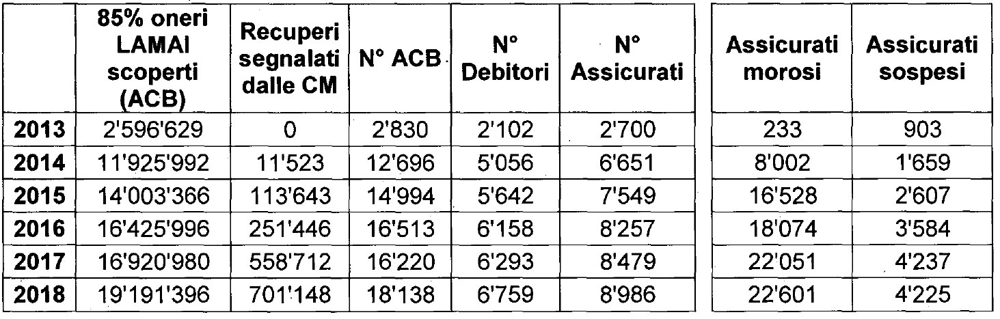 85% oneri LAMAI scoperti (ACB) | Recuperi segnalati dalle CM | N° ACB | N° Debitori | N° Assicurati | Assicurati morosi | Assicurati sospesi
2013 | 2'596'629 | 0 | 2'830 | 2'102 | 2'700 | 233 | 903
2014 | 11'925'992 | 11'523 | 12'696 | 5'056 | 6'651 | 8'002 | 1'659
2015 | 14'003'366 | 113'643 | 14'994 | 5'642 | 7'549 | 16'528 | 2'607
2016 | 16'425'996 | 251'446 | 16'513 | 6'158 | 8'257 | 18'074 | 3'584
2017 | 16'920'980 | 558'712 | 16'220 | 6'293 | 8'479 | 22'051 | 4'237
2018 | 19'191'396 | 701'148 | 18'138 | 6'759 | 8'986 | 22'601 | 4'225